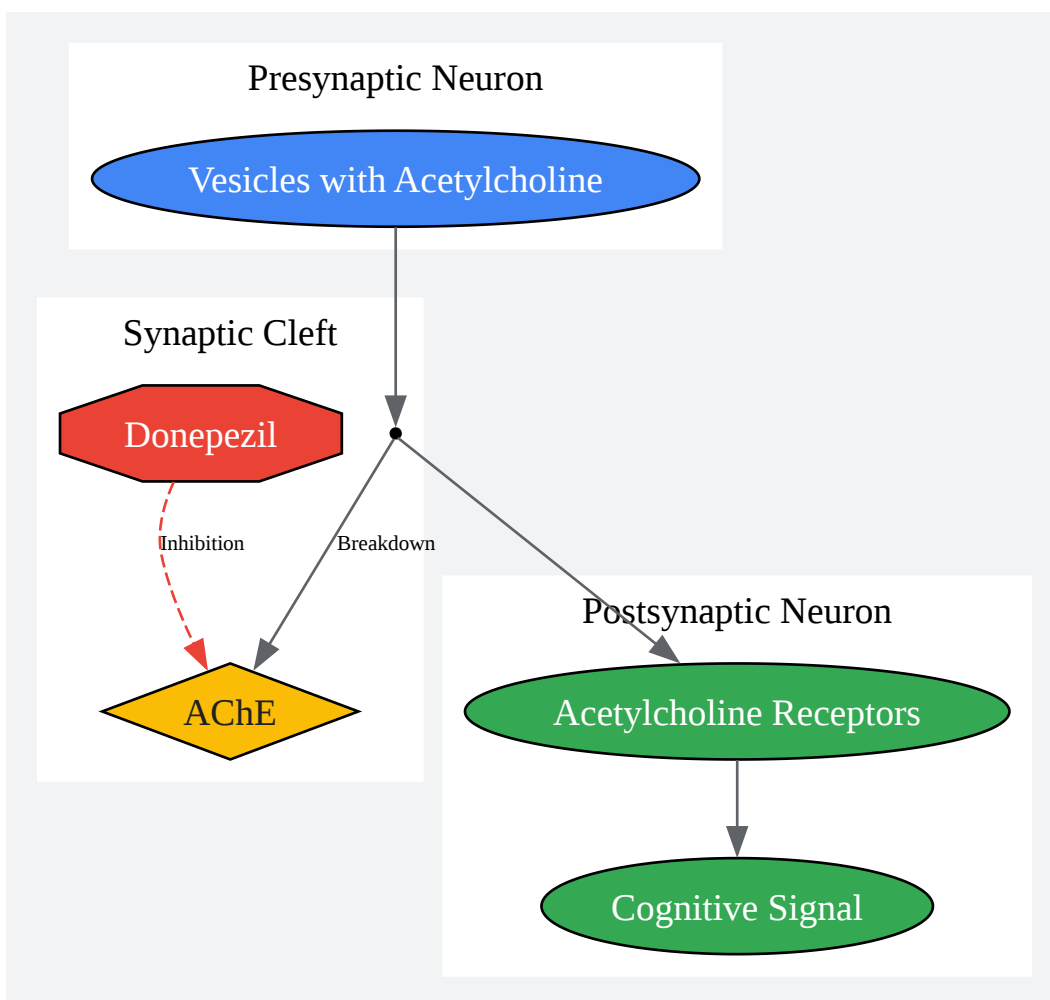 Presynaptic Neuron
Vesicles with Acetylcholine
Synaptic Cleft
Donepezil
Inhibition
Breakdown
Postsynaptic Neuron
AChE
Acetylcholine Receptors
Cognitive Signal